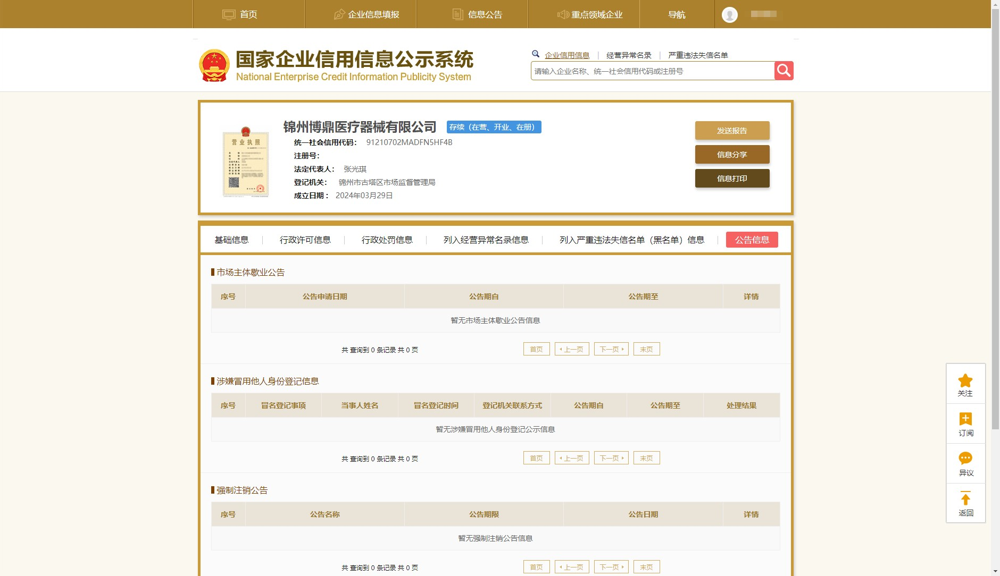 首页 企业信息填报 信息公告 重点领域企业 导航
国家企业信用信息公示系统
National Enterprise Credit Information Publicity System
企业信用信息 | 经营异常名录 | 严重违法失信名单
请输入企业名称、统一社会信用代码或注册号
营业执照
锦州博鼎医疗器械有限公司 存续（在营、开业、在册）
统一社会信用代码： 91210702MADFN5HF4B
注册号：
法定代表人： 张光琪
登记机关： 锦州市古塔区市场监督管理局
成立日期： 2024年03月29日
发送报告
信息分享
信息打印
基础信息 | 行政许可信息 | 行政处罚信息 | 列入经营异常名录信息 | 列入严重违法失信名单（黑名单）信息 | 公告信息
市场主体歇业公告
序号 公告申请日期 公告期自 公告期至 详情
暂无市场主体歇业公告信息
共 查询到 0 条记录 共 0 页 首页 上一页 下一页 末页
涉嫌冒用他人身份登记信息
序号 冒名登记事项 当事人姓名 冒名登记时间 登记机关联系方式 公告期自 公告期至 处理结果
暂无涉嫌冒用他人身份登记公示信息
共 查询到 0 条记录 共 0 页 首页 上一页 下一页 末页
强制注销公告
序号 公告名称 公告期限 公告日期 详情
暂无强制注销公告信息
共 查询到 0 条记录 共 0 页 首页 上一页 下一页 末页
关注
订阅
异议
返回